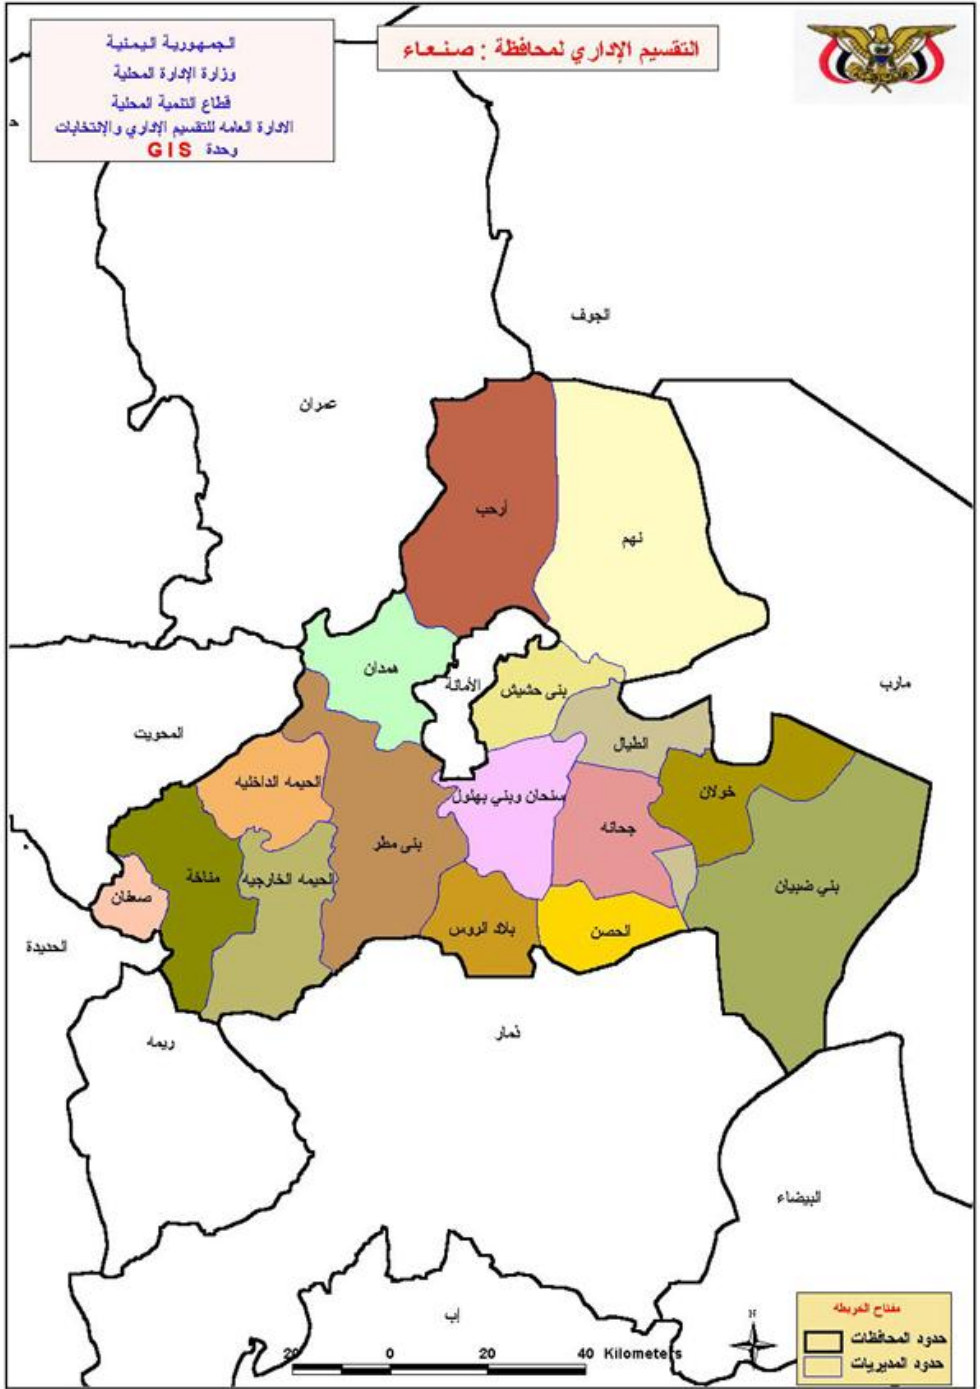 الجمهورية اليمنية
وزارة الإدارة المحلية
قطاع التنمية المحلية
الادارة العامه للتقسيم الإداري والإنتخابات
وحدة GIS
التقسيم الإداري لمحافظة : صنعاء
الجوف
عمران
أرحب
نهم
همدان
الأمانة
بنى حشيش
مارب
المحويت
الطيال
الحيمه الداخليه
سنحان وبني بهلول
خولان
جحانه
بنى مطر
مناخة
الحيمه الخارجيه
بني ضبيان
صعفان
بلاد الروس
الحصن
الحديدة
ذمار
ريمه
البيضاء
إب
N
20 0 20 40 Kilometers
مفتاح الخريطه
حدود المحافظات
حدود المديريات